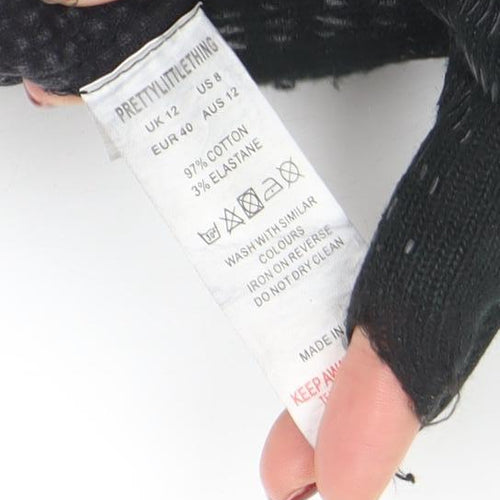 PRETTYLITTLETHING
UK 12 US 8
EUR 40 AUS 12
97% COTTON
3% ELASTANE
WASH WITH SIMILAR
COLOURS
IRON ON REVERSE
DO NOT DRY CLEAN
MADE IN
KEEP